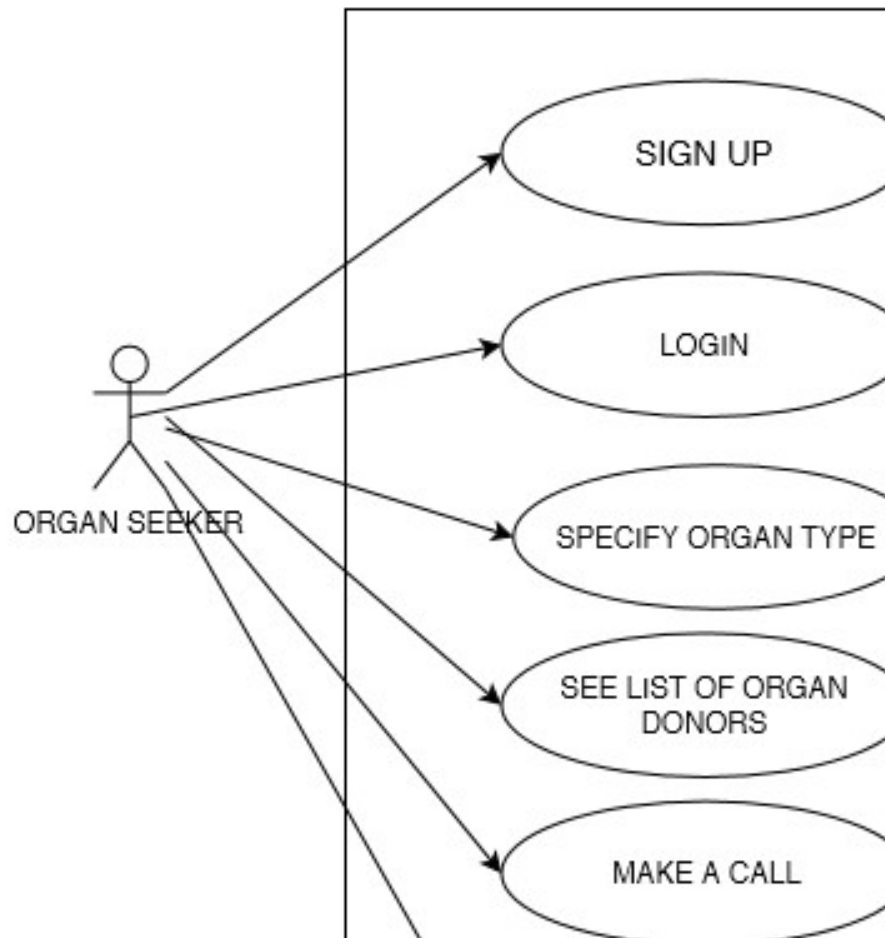 SIGN UP
LOGIN
ORGAN SEEKER
SPECIFY ORGAN TYPE
SEE LIST OF ORGAN
DONORS
MAKE A CALL